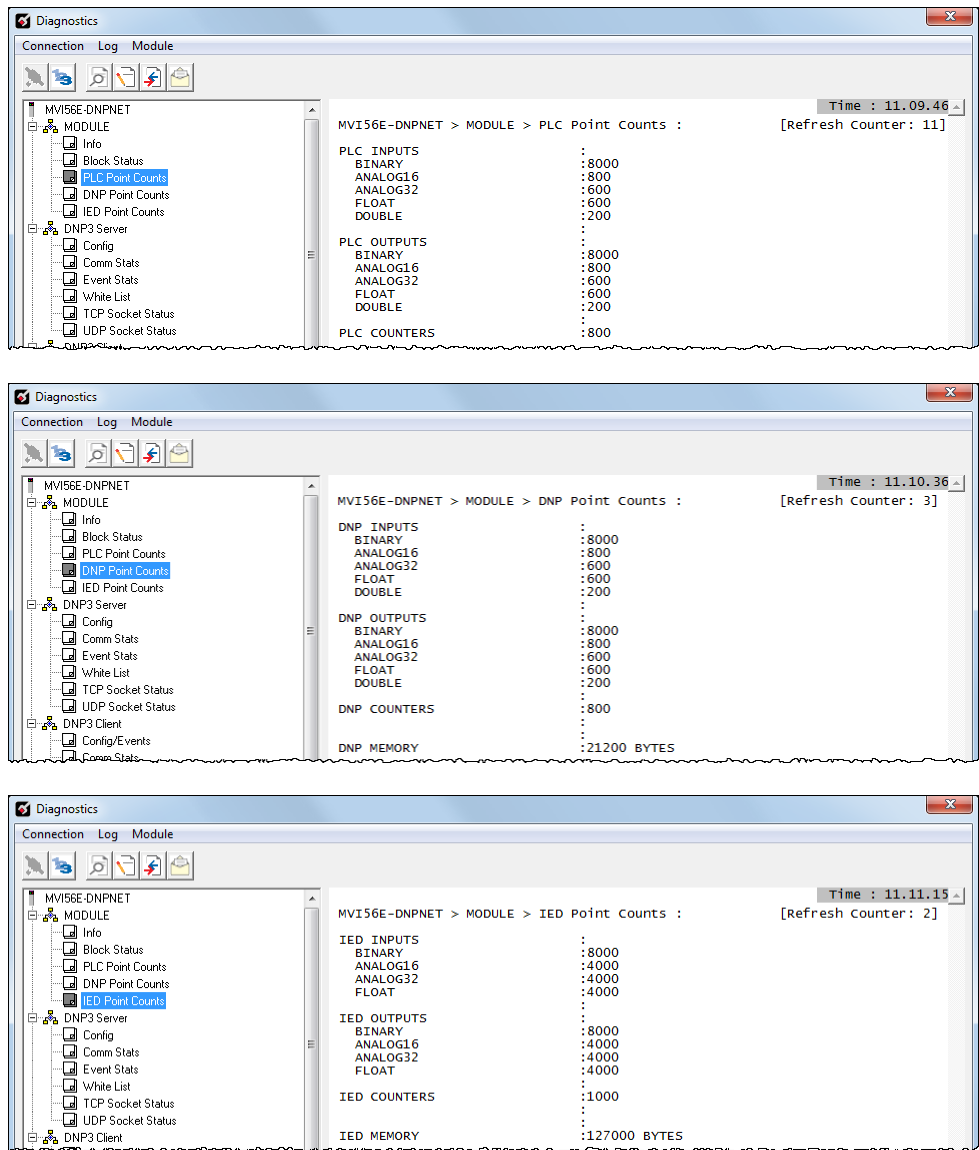 Diagnostics
Connection Log Module
MVI56E-DNPNET
MODULE
Info
Block Status
PLC Point Counts
DNP Point Counts
IED Point Counts
DNP3 Server
Config
Comm Stats
Event Stats
White List
TCP Socket Status
UDP Socket Status
DNP3 Client
Time : 11.09.46
MVI56E-DNPNET > MODULE > PLC Point Counts : [Refresh Counter: 11]
PLC INPUTS :
BINARY :8000
ANALOG16 :800
ANALOG32 :600
FLOAT :600
DOUBLE :200
:
PLC OUTPUTS :
BINARY :8000
ANALOG16 :800
ANALOG32 :600
FLOAT :600
DOUBLE :200
:
PLC COUNTERS :800
Diagnostics
Connection Log Module
MVI56E-DNPNET
MODULE
Info
Block Status
PLC Point Counts
DNP Point Counts
IED Point Counts
DNP3 Server
Config
Comm Stats
Event Stats
White List
TCP Socket Status
UDP Socket Status
DNP3 Client
Config/Events
Comm Stats
Time : 11.10.36
MVI56E-DNPNET > MODULE > DNP Point Counts : [Refresh Counter: 3]
DNP INPUTS :
BINARY :8000
ANALOG16 :800
ANALOG32 :600
FLOAT :600
DOUBLE :200
:
DNP OUTPUTS :
BINARY :8000
ANALOG16 :800
ANALOG32 :600
FLOAT :600
DOUBLE :200
:
DNP COUNTERS :800
:
:
DNP MEMORY :21200 BYTES
Diagnostics
Connection Log Module
MVI56E-DNPNET
MODULE
Info
Block Status
PLC Point Counts
DNP Point Counts
IED Point Counts
DNP3 Server
Config
Comm Stats
Event Stats
White List
TCP Socket Status
UDP Socket Status
DNP3 Client
Time : 11.11.15
MVI56E-DNPNET > MODULE > IED Point Counts : [Refresh Counter: 2]
IED INPUTS :
BINARY :8000
ANALOG16 :4000
ANALOG32 :4000
FLOAT :4000
:
IED OUTPUTS :
BINARY :8000
ANALOG16 :4000
ANALOG32 :4000
FLOAT :4000
:
IED COUNTERS :1000
:
:
IED MEMORY :127000 BYTES